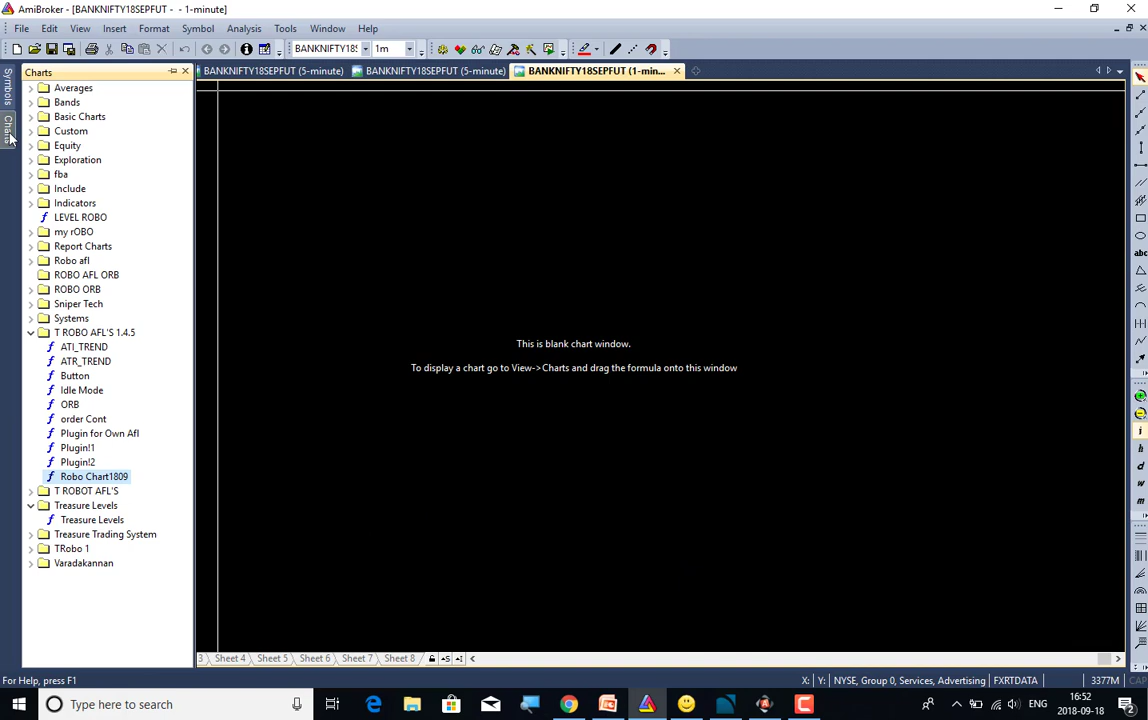 AmiBroker - [BANKNIFTY18SEPFUT - - 1-minute]
File Edit View Insert Format Symbol Analysis Tools Window Help
BANKNIFTY18S 1m
Charts
BANKNIFTY18SEPFUT (5-minute) BANKNIFTY18SEPFUT (5-minute) BANKNIFTY18SEPFUT (1-min...
Symbols
Charts
Averages
Bands
Basic Charts
Custom
Equity
Exploration
fba
Include
Indicators
LEVEL ROBO
my rOBO
Report Charts
Robo afl
ROBO AFL ORB
ROBO ORB
Sniper Tech
Systems
T ROBO AFL'S 1.4.5
ATI_TREND
ATR_TREND
Button
Idle Mode
ORB
order Cont
Plugin for Own Afl
Plugin!1
Plugin!2
Robo Chart1809
T ROBOT AFL'S
Treasure Levels
Treasure Levels
Treasure Trading System
TRobo 1
Varadakannan
This is blank chart window.
To display a chart go to View->Charts and drag the formula onto this window
abc
i
h
d
w
m
3 Sheet 4 Sheet 5 Sheet 6 Sheet 7 Sheet 8
For Help, press F1
X: Y: NYSE, Group 0, Services, Advertising FXRTDATA 3377M CAP
Type here to search
ENG
16:52
2018-09-18
2